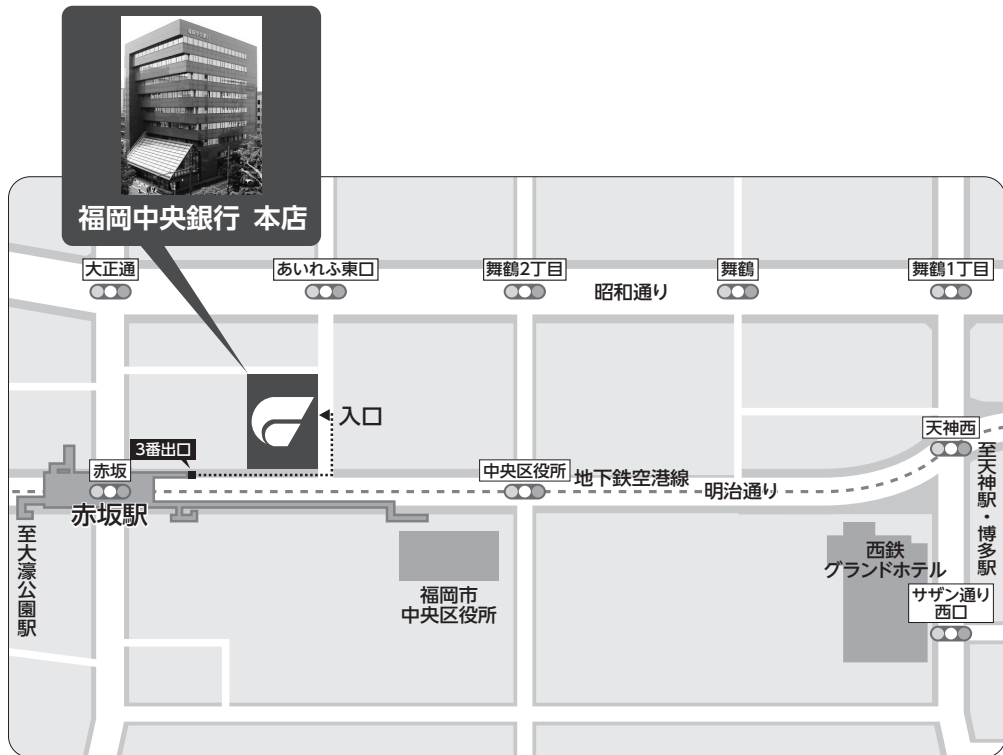 福岡中央銀行 本店
大正通
あいれふ東口
舞鶴2丁目
舞鶴
舞鶴1丁目
昭和通り
入口
3番出口
赤坂
赤坂駅
中央区役所
地下鉄空港線
明治通り
天神西
至天神駅・博多駅
至大濠公園駅
福岡市
中央区役所
西鉄
グランドホテル
サザン通り
西口